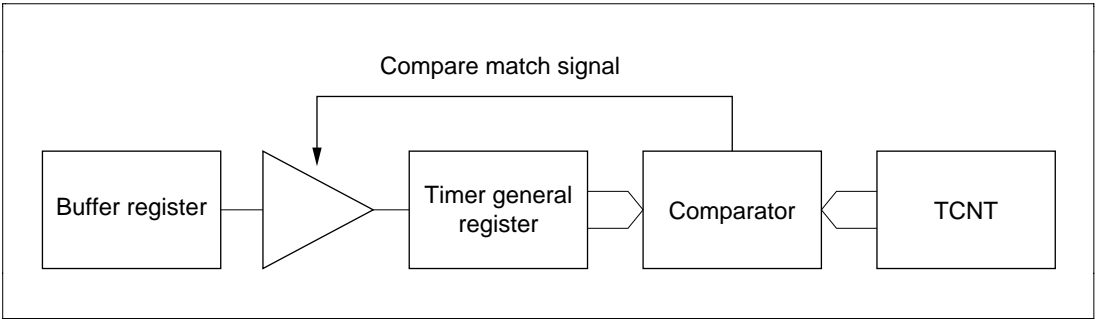 Compare match signal
Buffer register
Timer general
register
Comparator
TCNT